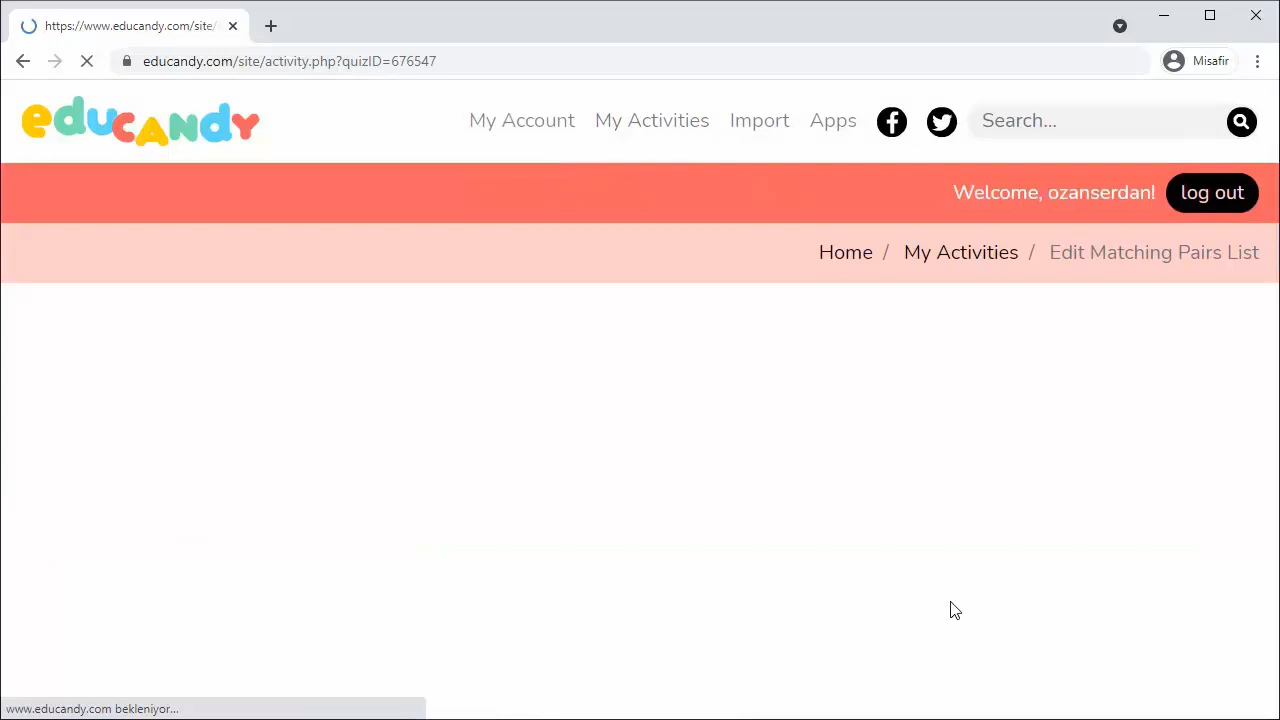 https://www.educandy.com/site/
educandy.com/site/activity.php?quizID=676547
Misafir
educandy
My Account
My Activities
Import
Apps
Search...
Welcome, ozanserdan!
log out
Home / My Activities / Edit Matching Pairs List
www.educandy.com bekleniyor...